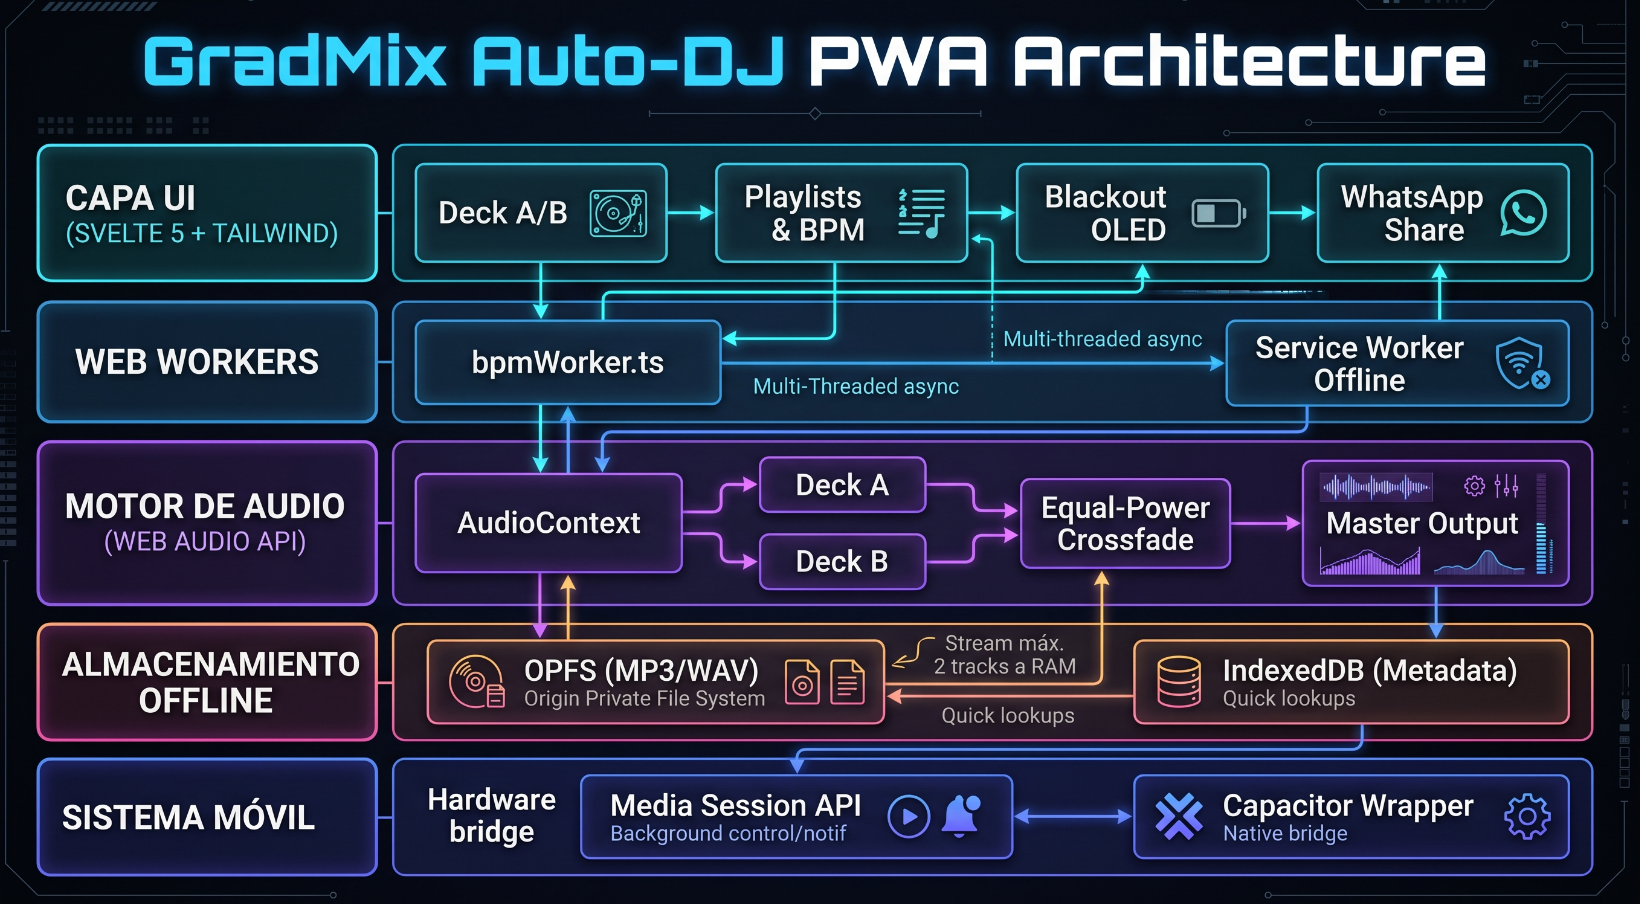 GradMix Auto-DJ PWA Architecture
CAPA UI
(SVELTE 5 + TAILWIND)
Deck A/B
Playlists
& BPM
Blackout
OLED
WhatsApp
Share
WEB WORKERS
bpmWorker.ts
Multi-threaded async
Multi-Threaded async
Service Worker
Offline
MOTOR DE AUDIO
(WEB AUDIO API)
AudioContext
Deck A
Deck B
Equal-Power
Crossfade
Master Output
ALMACENAMIENTO
OFFLINE
OPFS (MP3/WAV)
Origin Private File System
Stream máx.
2 tracks a RAM
Quick lookups
IndexedDB (Metadata)
Quick lookups
SISTEMA MÓVIL
Hardware
bridge
Media Session API
Background control/notif
Capacitor Wrapper
Native bridge